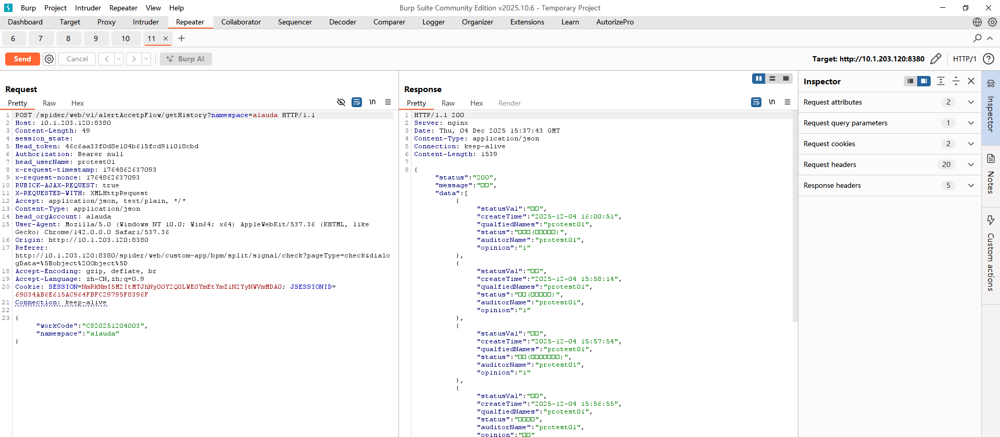 Burp Project Intruder Repeater View Help
Burp Suite Community Edition v2025.10.6 - Temporary Project
Dashboard Target Proxy Intruder Repeater Collaborator Sequencer Decoder Comparer Logger Organizer Extensions Learn AutorizePro
6 7 8 9 10 11
Send Cancel Burp AI
Target: http://10.1.203.120:8380 HTTP/1
Request
Pretty Raw Hex
\n
1 POST /spider/web/v1/alertAccetpFlow/getHistory?namespace=alauda HTTP/1.1
2 Host: 10.1.203.120:8380
3 Content-Length: 49
4 session_state:
5 Head_token: 46c6aa33f0d8e104b615fcd911018cbd
6 Authorization: Bearer null
7 head_userName: protest01
8 x-request-timestamp: 1764862637093
9 x-request-nonce: 1764862637093
10 RUBICK-AJAX-REQUEST: true
11 X-REQUESTED-WITH: XMLHttpRequest
12 Accept: application/json, text/plain, */*
13 Content-Type: application/json
14 head_orgAccount: alauda
15 User-Agent: Mozilla/5.0 (Windows NT 10.0; Win64; x64) AppleWebKit/537.36 (KHTML, like
Gecko) Chrome/142.0.0.0 Safari/537.36
16 Origin: http://10.1.203.120:8380
17 Referer:
http://10.1.203.120:8380/spider/web/custom-app/bpm/split/signal/check?pageType=check&dialo
gData=%5Bobject%20Object%5D
18 Accept-Encoding: gzip, deflate, br
19 Accept-Language: zh-CN,zh;q=0.9
20 Cookie: SESSION=NmRkNmI5M2ItMTJhNy00Y2Q0LWE0YmEtYmZiN2YyNWVmMDA0; JSESSIONID=
69034AB6E615AC964FBFC29795F8396F
21 Connection: keep-alive
22
23 {
"workCode":"CS20251204003",
"namespace":"alauda"
}
Response
Pretty Raw Hex Render
\n
1 HTTP/1.1 200
2 Server: nginx
3 Date: Thu, 04 Dec 2025 15:37:43 GMT
4 Content-Type: application/json
5 Connection: keep-alive
6 Content-Length: 1539
7
8 {
"status":"200",
"message":"□□",
"data":[
{
"statusVal":"□□",
"createTime":"2025-12-04 16:00:51",
"qualfiedNames":"protest01",
"status":"□□□(□□□□□)",
"auditorName":"protest01",
"opinion":"1"
},
{
"statusVal":"□□",
"createTime":"2025-12-04 15:58:14",
"qualfiedNames":"protest01",
"status":"□□(□□□□□)",
"auditorName":"protest01",
"opinion":"1"
},
{
"statusVal":"□□",
"createTime":"2025-12-04 15:57:54",
"qualfiedNames":"protest01",
"status":"□□(□□□□□□□)",
"auditorName":"protest01",
"opinion":"1"
},
{
"statusVal":"□□",
"createTime":"2025-12-04 15:56:55",
"qualfiedNames":"protest01",
"status":"□□□□",
"auditorName":"protest01",
"opinion":"□□"
Inspector
Request attributes 2
Request query parameters 1
Request cookies 2
Request headers 20
Response headers 5
Inspector
Notes
Custom actions